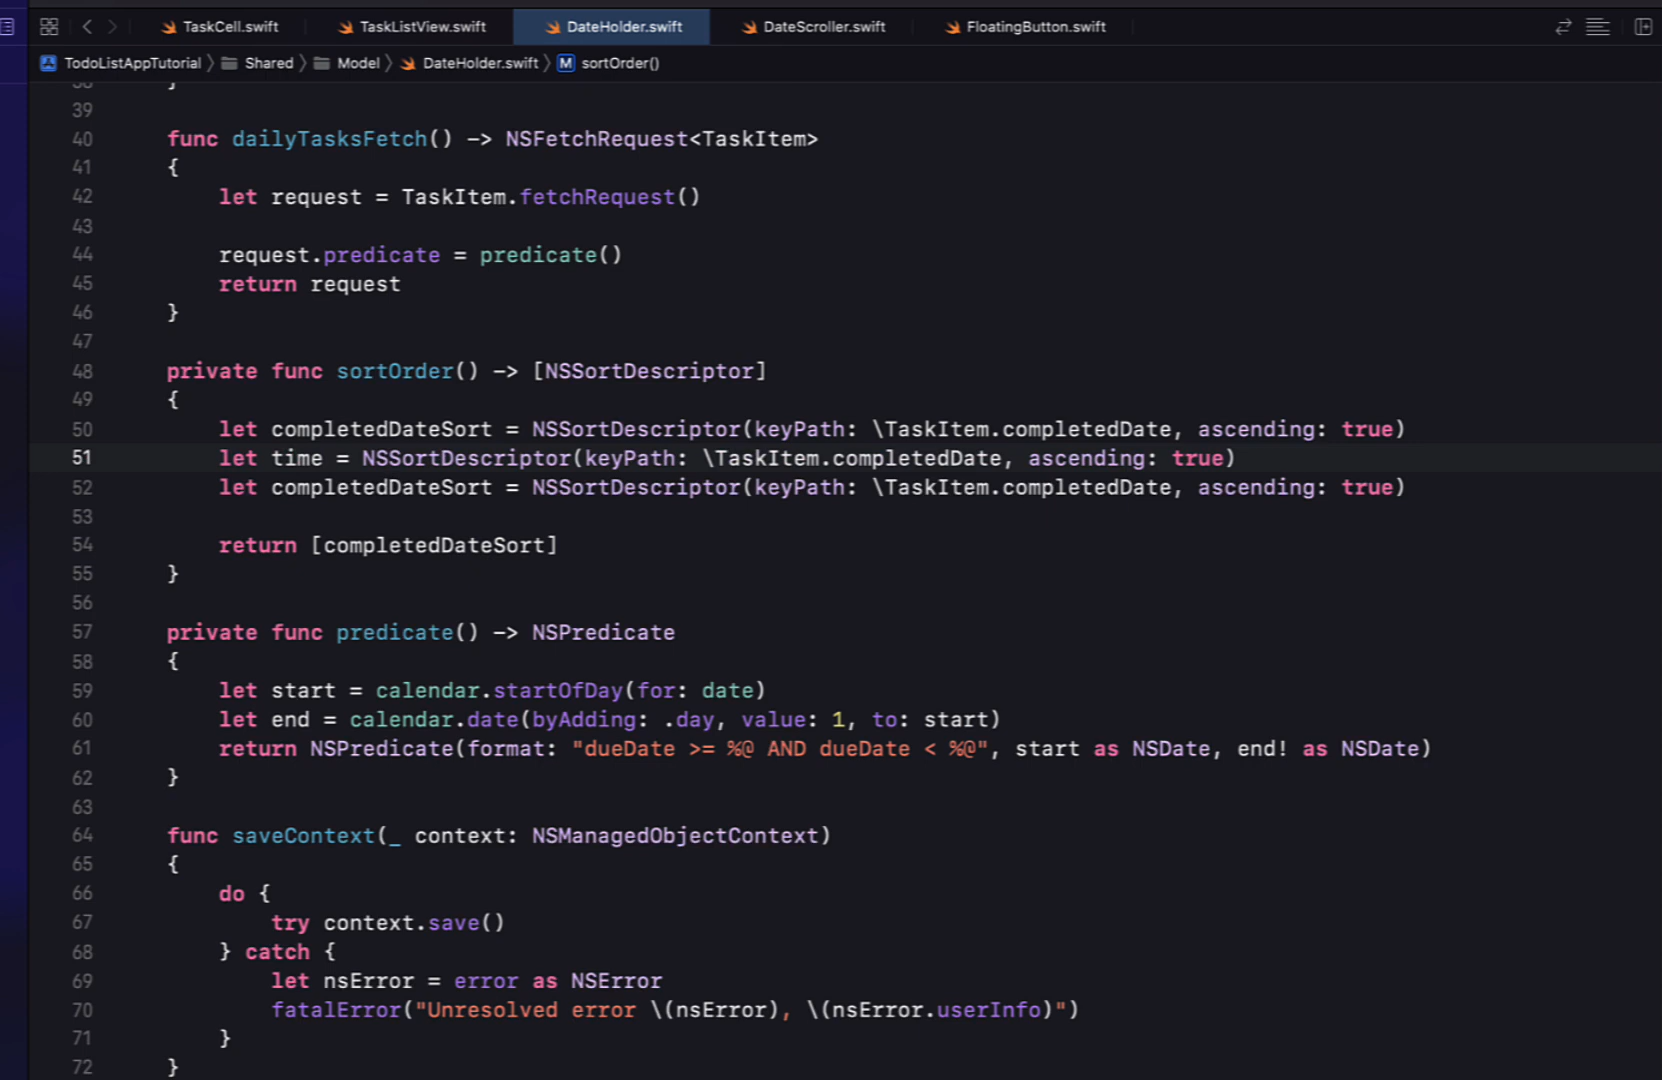 TaskCell.swift TaskListView.swift DateHolder.swift DateScroller.swift FloatingButton.swift
TodoListAppTutorial Shared Model DateHolder.swift M sortOrder()
38 }
39
40 func dailyTasksFetch() -> NSFetchRequest<TaskItem>
41 {
42 let request = TaskItem.fetchRequest()
43
44 request.predicate = predicate()
45 return request
46 }
47
48 private func sortOrder() -> [NSSortDescriptor]
49 {
50 let completedDateSort = NSSortDescriptor(keyPath: \TaskItem.completedDate, ascending: true)
51 let time = NSSortDescriptor(keyPath: \TaskItem.completedDate, ascending: true)
52 let completedDateSort = NSSortDescriptor(keyPath: \TaskItem.completedDate, ascending: true)
53
54 return [completedDateSort]
55 }
56
57 private func predicate() -> NSPredicate
58 {
59 let start = calendar.startOfDay(for: date)
60 let end = calendar.date(byAdding: .day, value: 1, to: start)
61 return NSPredicate(format: "dueDate >= %@ AND dueDate < %@", start as NSDate, end! as NSDate)
62 }
63
64 func saveContext(_ context: NSManagedObjectContext)
65 {
66 do {
67 try context.save()
68 } catch {
69 let nsError = error as NSError
70 fatalError("Unresolved error \(nsError), \(nsError.userInfo)")
71 }
72 }